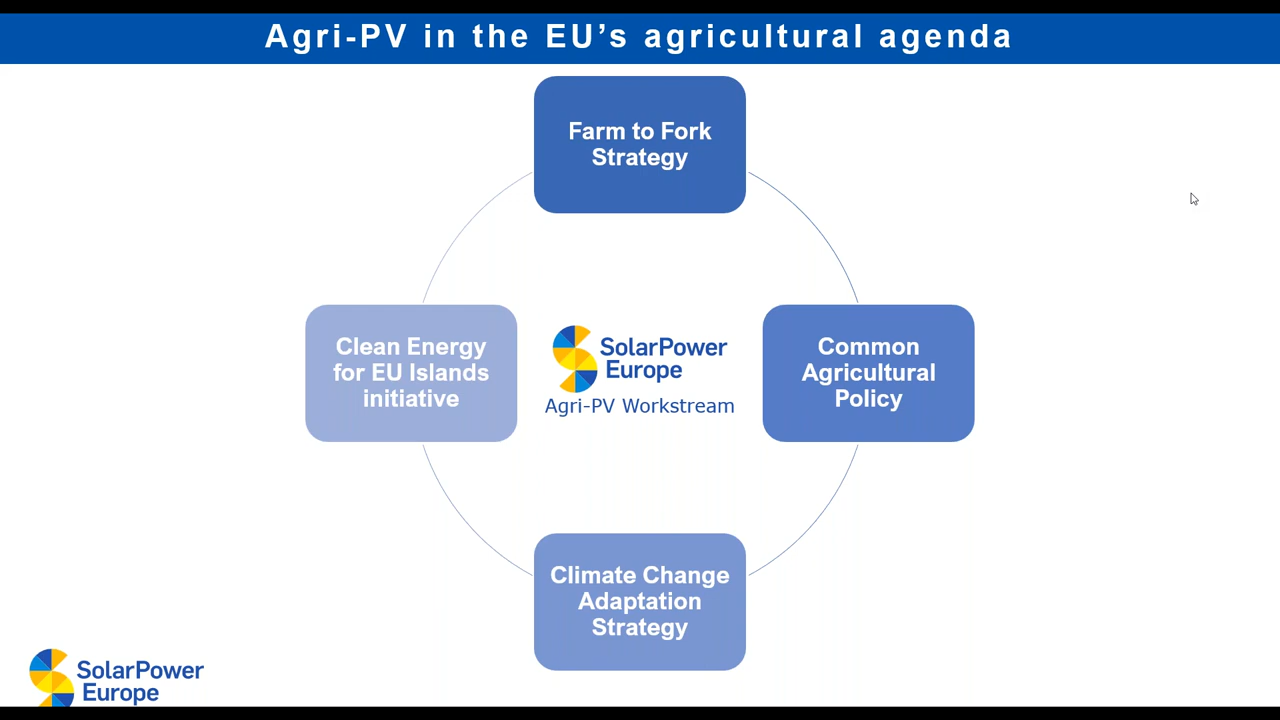 Agri-PV in the EU’s agricultural agenda
Farm to Fork
Strategy
Clean Energy
for EU Islands
initiative
SolarPower
Europe
Agri-PV Workstream
Common
Agricultural
Policy
Climate Change
Adaptation
Strategy
SolarPower
Europe